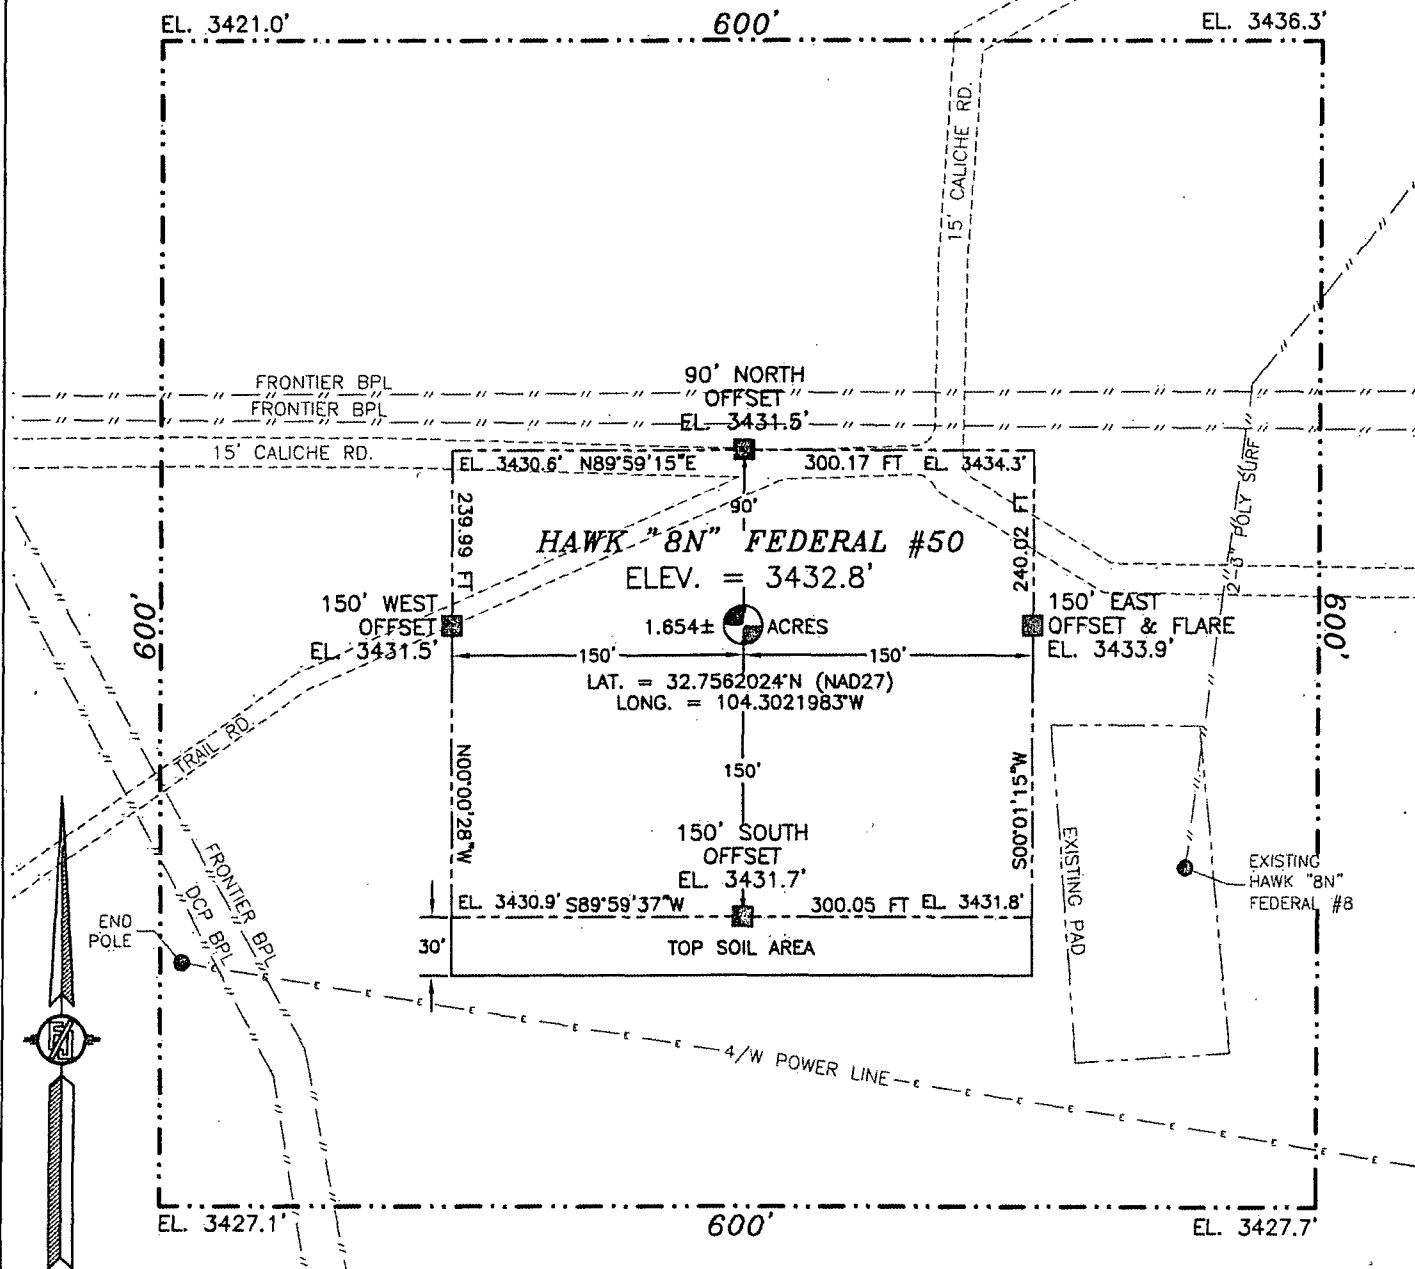 EL. 3421.0'
600'
EL. 3436.3'
15' CALICHE RD.
FRONTIER BPL
FRONTIER BPL
15' CALICHE RD.
90' NORTH
OFFSET
EL. 3431.5'
EL. 3430.6' N89°59'15"E
300.17 FT EL. 3434.3'
239.99 FT
90'
240.02 FT
2-3" POLY SURF
HAWK "8N" FEDERAL #50
ELEV. = 3432.8'
600'
150' WEST
OFFSET
EL. 3431.5'
1.654± ACRES
150' EAST
OFFSET & FLARE
EL. 3433.9'
600'
150'
150'
LAT. = 32.7562024°N (NAD27)
LONG. = 104.3021983°W
TRAIL RD.
N00°00'28"W
150'
S00°01'15"W
150' SOUTH
OFFSET
EL. 3431.7'
EXISTING PAD
EXISTING
HAWK "8N"
FEDERAL #8
FRONTIER BPL
DCP BPL
EL. 3430.9' S89°59'37"W
300.05 FT EL. 3431.8'
END
POLE
30'
TOP SOIL AREA
4/W POWER LINE
EL. 3427.1'
600'
EL. 3427.7'